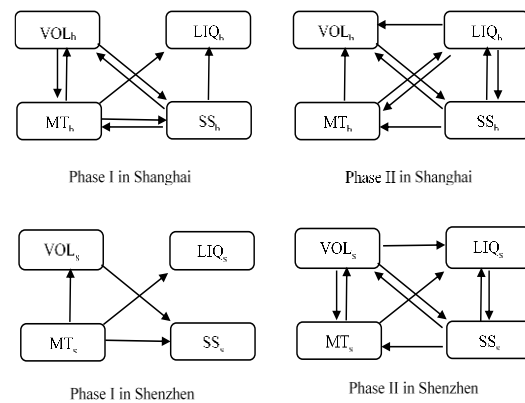 VOLh LIQh VOLh LIQh
MTh SSh MTh SSh
Phase I in Shanghai Phase II in Shanghai
VOLs LIQs VOLs LIQs
MTs SSs MTs SSs
Phase I in Shenzhen Phase II in Shenzhen